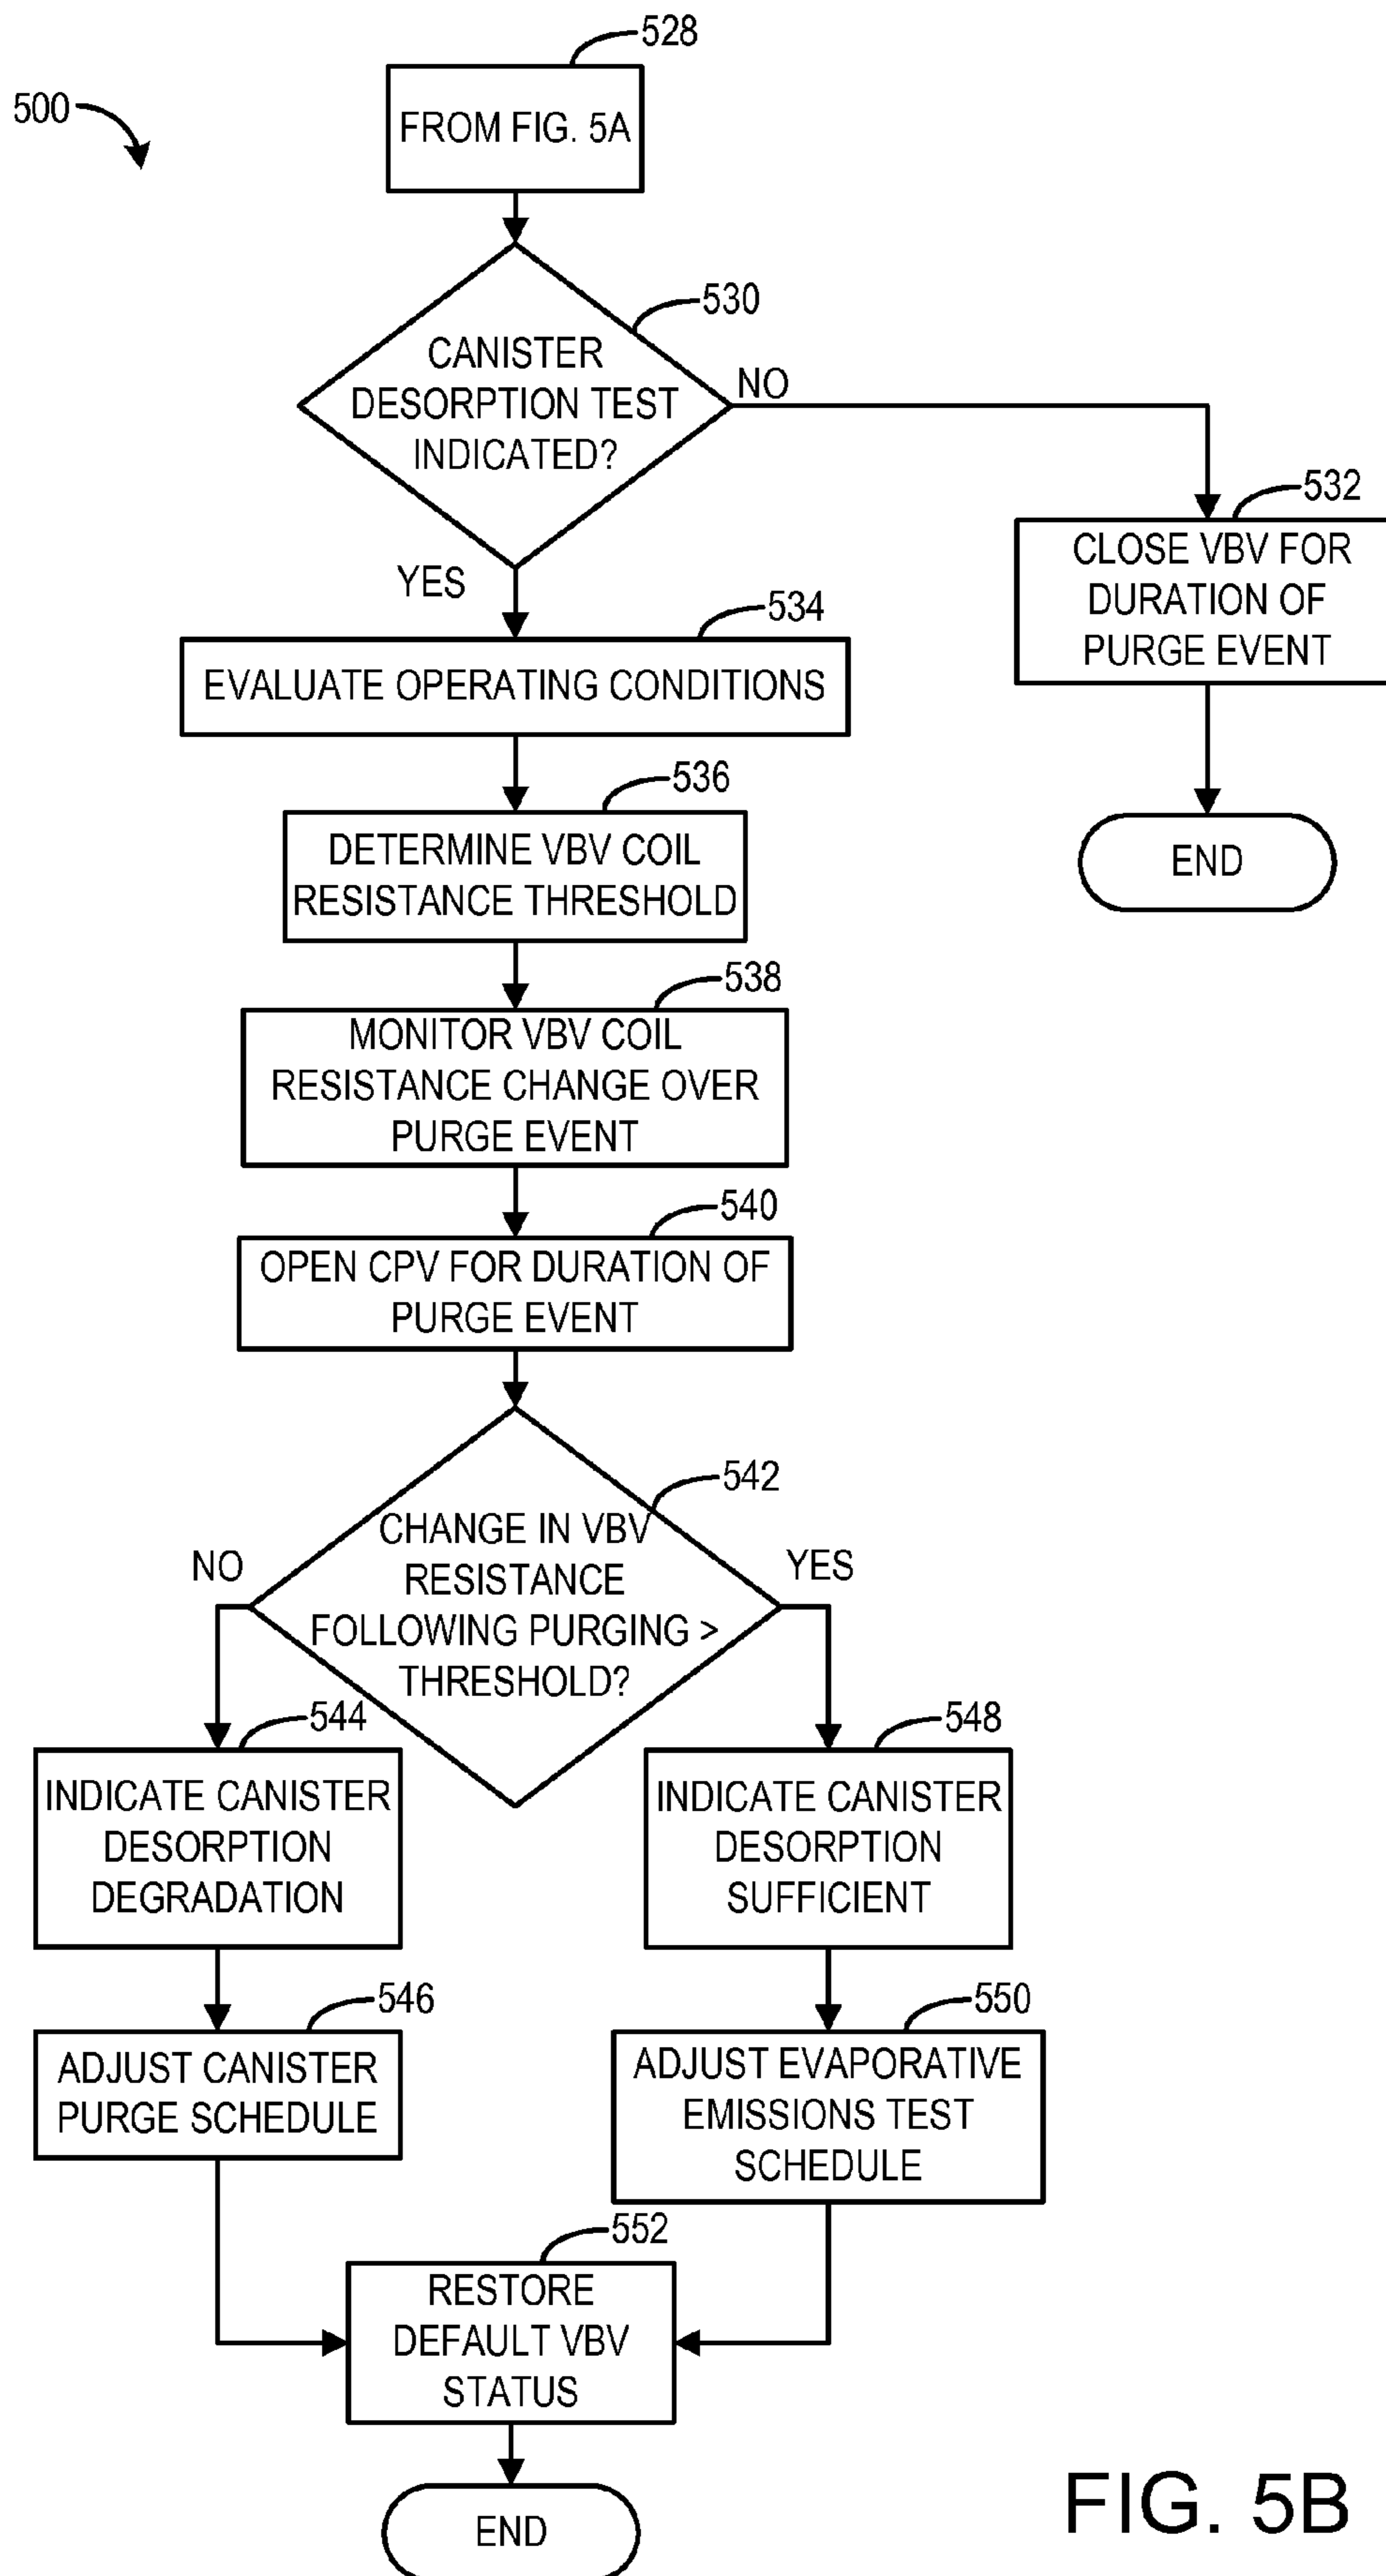 528
500
FROM FIG. 5A
530
CANISTER
DESORPTION TEST
INDICATED?
NO
YES
532
CLOSE VBV FOR
DURATION OF
PURGE EVENT
END
534
EVALUATE OPERATING CONDITIONS
536
DETERMINE VBV COIL
RESISTANCE THRESHOLD
538
MONITOR VBV COIL
RESISTANCE CHANGE OVER
PURGE EVENT
540
OPEN CPV FOR DURATION OF
PURGE EVENT
542
CHANGE IN VBV
RESISTANCE
FOLLOWING PURGING >
THRESHOLD?
NO
YES
544
INDICATE CANISTER
DESORPTION
DEGRADATION
548
INDICATE CANISTER
DESORPTION
SUFFICIENT
546
ADJUST CANISTER
PURGE SCHEDULE
550
ADJUST EVAPORATIVE
EMISSIONS TEST
SCHEDULE
552
RESTORE
DEFAULT VBV
STATUS
END
FIG. 5B